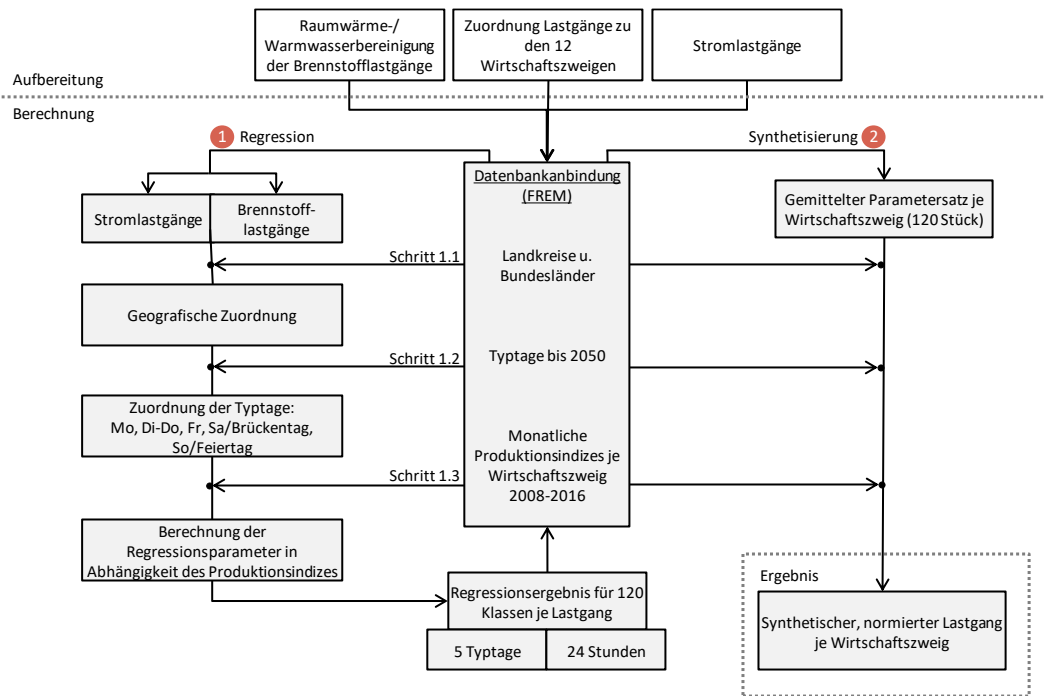 Raumwärme-/
Warmwasserbereinigung
der Brennstofflastgänge
Zuordnung Lastgänge zu
den 12
Wirtschaftszweigen
Stromlastgänge
Aufbereitung
Berechnung
1 Regression
Synthetisierung 2
Stromlastgänge
Brennstoff-
lastgänge
Datenbankanbindung
(FREM)
Gemittelter Parametersatz je
Wirtschaftszweig (120 Stück)
Schritt 1.1
Landkreise u.
Bundesländer
Geografische Zuordnung
Schritt 1.2
Typtage bis 2050
Zuordnung der Typtage:
Mo, Di-Do, Fr, Sa/Brückentag,
So/Feiertag
Monatliche
Produktionsindizes je
Wirtschaftszweig
2008-2016
Schritt 1.3
Berechnung der
Regressionsparameter in
Abhängigkeit des Produktionsindizes
Regressionsergebnis für 120
Klassen je Lastgang
5 Typtage
24 Stunden
Ergebnis
Synthetischer, normierter Lastgang
je Wirtschaftszweig